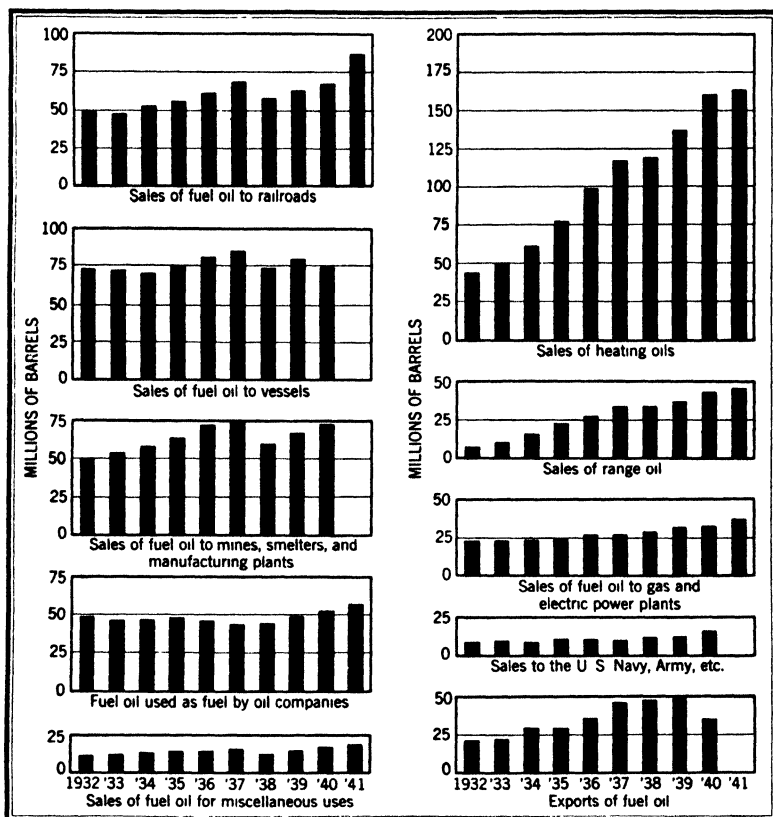 MILLIONS OF BARRELS
100
75
50
25
0
Sales of fuel oil to railroads
100
75
50
25
0
Sales of fuel oil to vessels
75
50
25
0
Sales of fuel oil to mines, smelters, and
manufacturing plants
75
50
25
0
Fuel oil used as fuel by oil companies
25
0
1932 '33 '34 '35 '36 '37 '38 '39 '40 '41
Sales of fuel oil for miscellaneous uses
MILLIONS OF BARRELS
200
175
150
125
100
75
50
25
0
Sales of heating oils
50
25
0
Sales of range oil
50
25
0
Sales of fuel oil to gas and
electric power plants
25
0
Sales to the U S Navy, Army, etc.
50
25
0
1932 '33 '34 '35 '36 '37 '38 '39 '40 '41
Exports of fuel oil